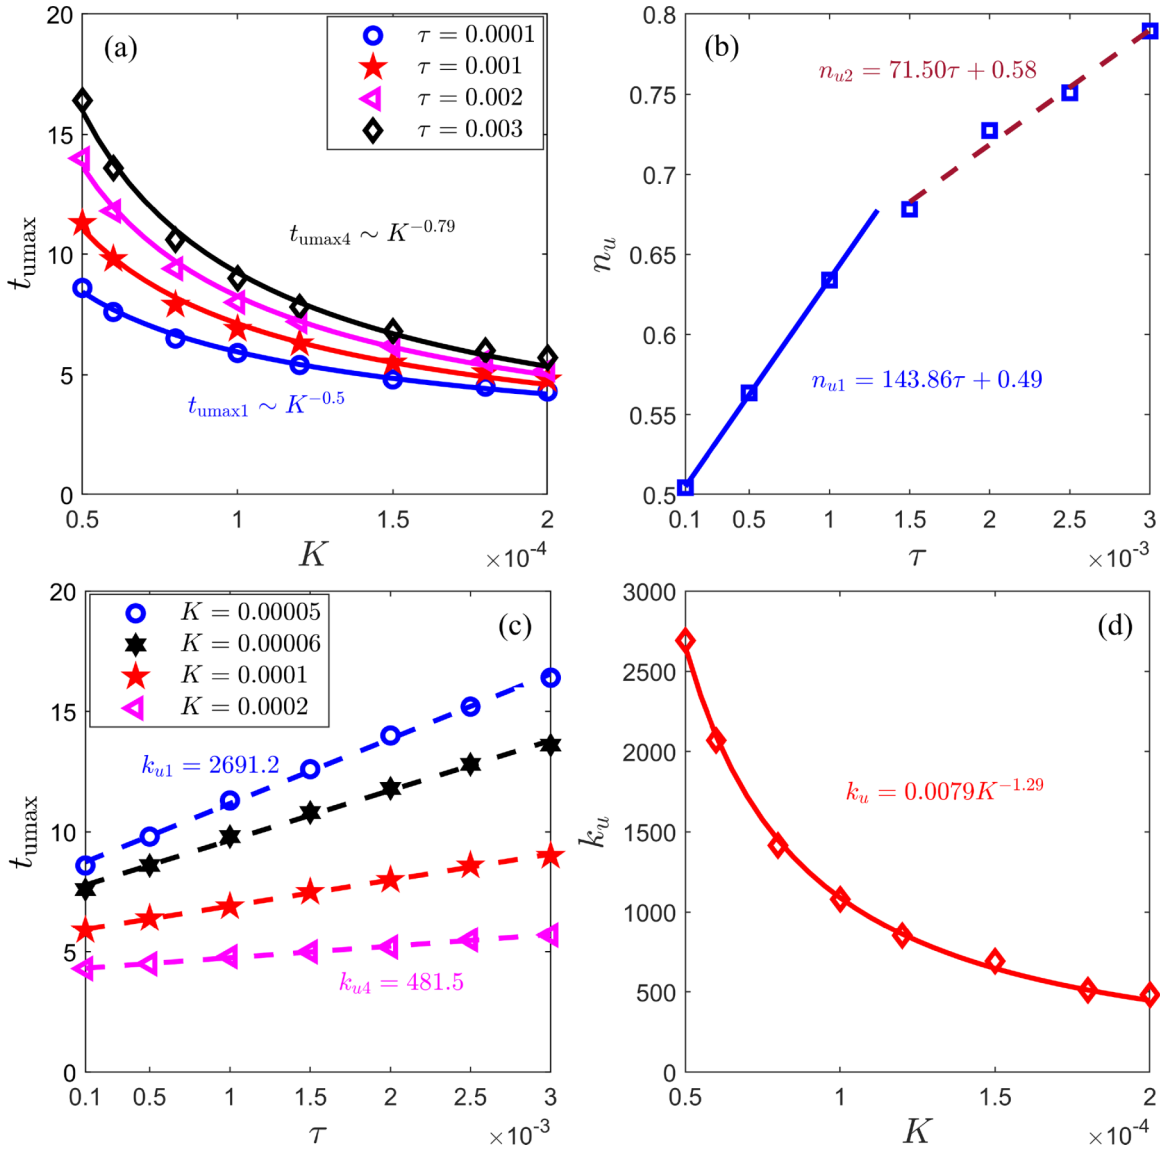 (a)
τ = 0.0001
τ = 0.001
τ = 0.002
τ = 0.003
t_umax4 ∼ K^−0.79
t_umax1 ∼ K^−0.5
20
15
10
5
0
t_umax
0.5
1
1.5
2
×10^-4
K
(b)
n_u2 = 71.50τ + 0.58
n_u1 = 143.86τ + 0.49
0.8
0.75
0.7
0.65
0.6
0.55
0.5
n_u
0.1
0.5
1
1.5
2
2.5
3
×10^-3
τ
(c)
K = 0.00005
K = 0.00006
K = 0.0001
K = 0.0002
k_u1 = 2691.2
k_u4 = 481.5
20
15
10
5
0
t_umax
0.1
0.5
1
1.5
2
2.5
3
×10^-3
τ
(d)
k_u = 0.0079K^−1.29
3000
2500
2000
1500
1000
500
0
k_u
0.5
1
1.5
2
×10^-4
K